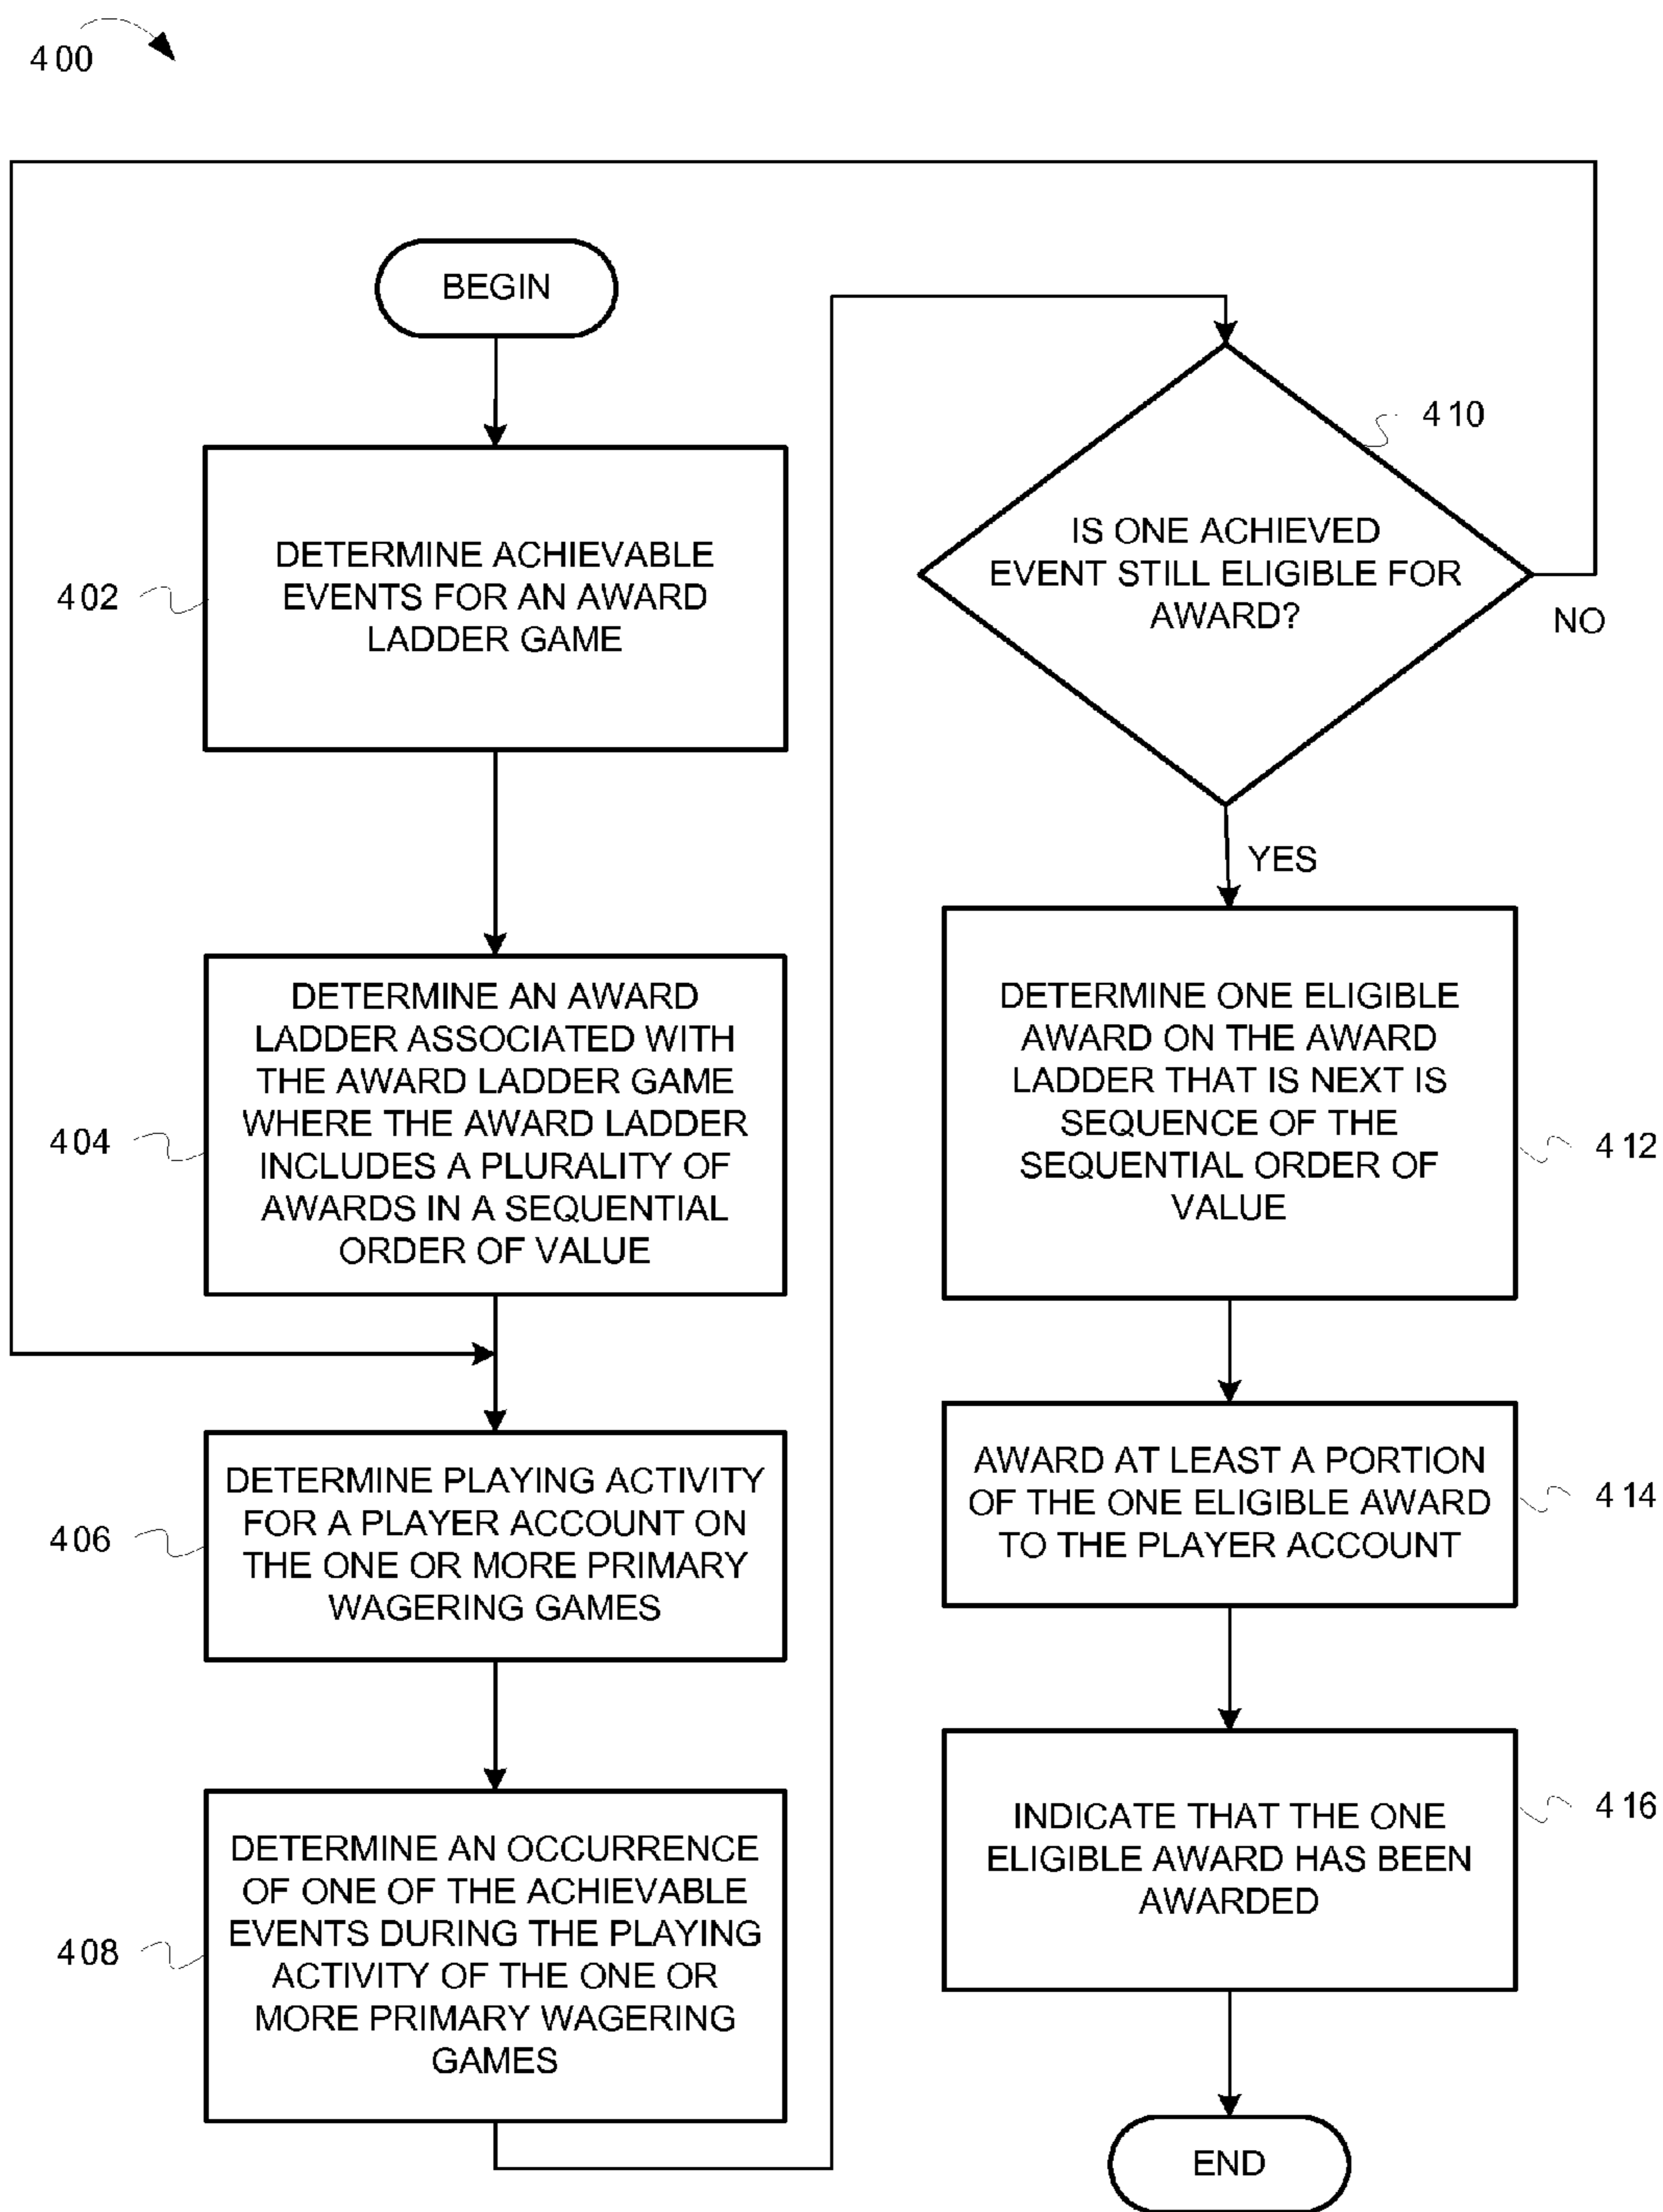 400
BEGIN
402
DETERMINE ACHIEVABLE
EVENTS FOR AN AWARD
LADDER GAME
404
DETERMINE AN AWARD
LADDER ASSOCIATED WITH
THE AWARD LADDER GAME
WHERE THE AWARD LADDER
INCLUDES A PLURALITY OF
AWARDS IN A SEQUENTIAL
ORDER OF VALUE
406
DETERMINE PLAYING ACTIVITY
FOR A PLAYER ACCOUNT ON
THE ONE OR MORE PRIMARY
WAGERING GAMES
408
DETERMINE AN OCCURRENCE
OF ONE OF THE ACHIEVABLE
EVENTS DURING THE PLAYING
ACTIVITY OF THE ONE OR
MORE PRIMARY WAGERING
GAMES
410
IS ONE ACHIEVED
EVENT STILL ELIGIBLE FOR
AWARD?
NO
YES
DETERMINE ONE ELIGIBLE
AWARD ON THE AWARD
LADDER THAT IS NEXT IS
SEQUENCE OF THE
SEQUENTIAL ORDER OF
VALUE
412
AWARD AT LEAST A PORTION
OF THE ONE ELIGIBLE AWARD
TO THE PLAYER ACCOUNT
414
INDICATE THAT THE ONE
ELIGIBLE AWARD HAS BEEN
AWARDED
416
END